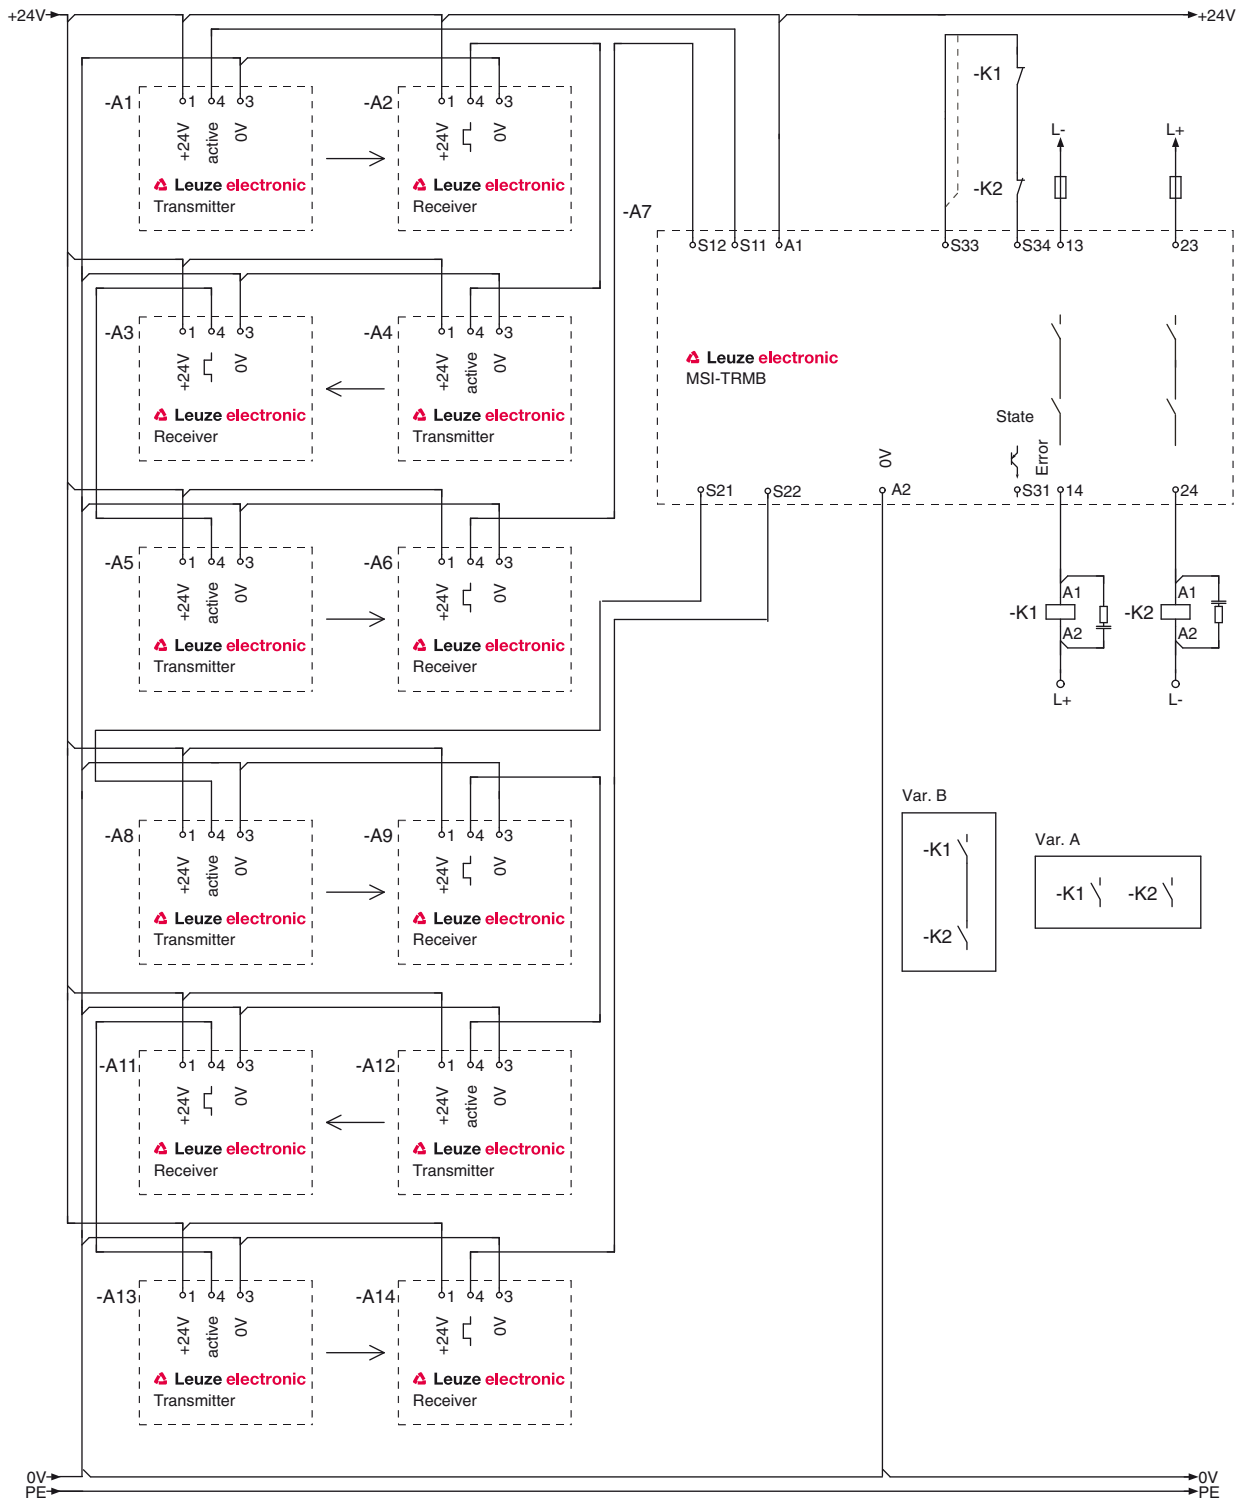 +24V
+24V
-K1
L-
L+
-A1
1
4
3
-A2
1
4
3
+24V
active
0V
+24V
0V
Leuze electronic
Transmitter
Leuze electronic
Receiver
-K2
-A7
S12
S11
A1
S33
S34
13
23
-A3
1
4
3
-A4
1
4
3
+24V
0V
+24V
active
0V
Leuze electronic
Receiver
Leuze electronic
Transmitter
Leuze electronic
MSI-TRMB
State
Error
0V
S21
S22
A2
S31
14
24
-A5
1
4
3
-A6
1
4
3
+24V
active
0V
+24V
0V
Leuze electronic
Transmitter
Leuze electronic
Receiver
-K1
A1
A2
-K2
A1
A2
L+
L-
-A8
1
4
3
-A9
1
4
3
+24V
active
0V
+24V
0V
Leuze electronic
Transmitter
Leuze electronic
Receiver
Var. B
-K1
-K2
Var. A
-K1
-K2
-A11
1
4
3
-A12
1
4
3
+24V
0V
+24V
active
0V
Leuze electronic
Receiver
Leuze electronic
Transmitter
-A13
1
4
3
-A14
1
4
3
+24V
active
0V
+24V
0V
Leuze electronic
Transmitter
Leuze electronic
Receiver
0V
0V
PE
PE